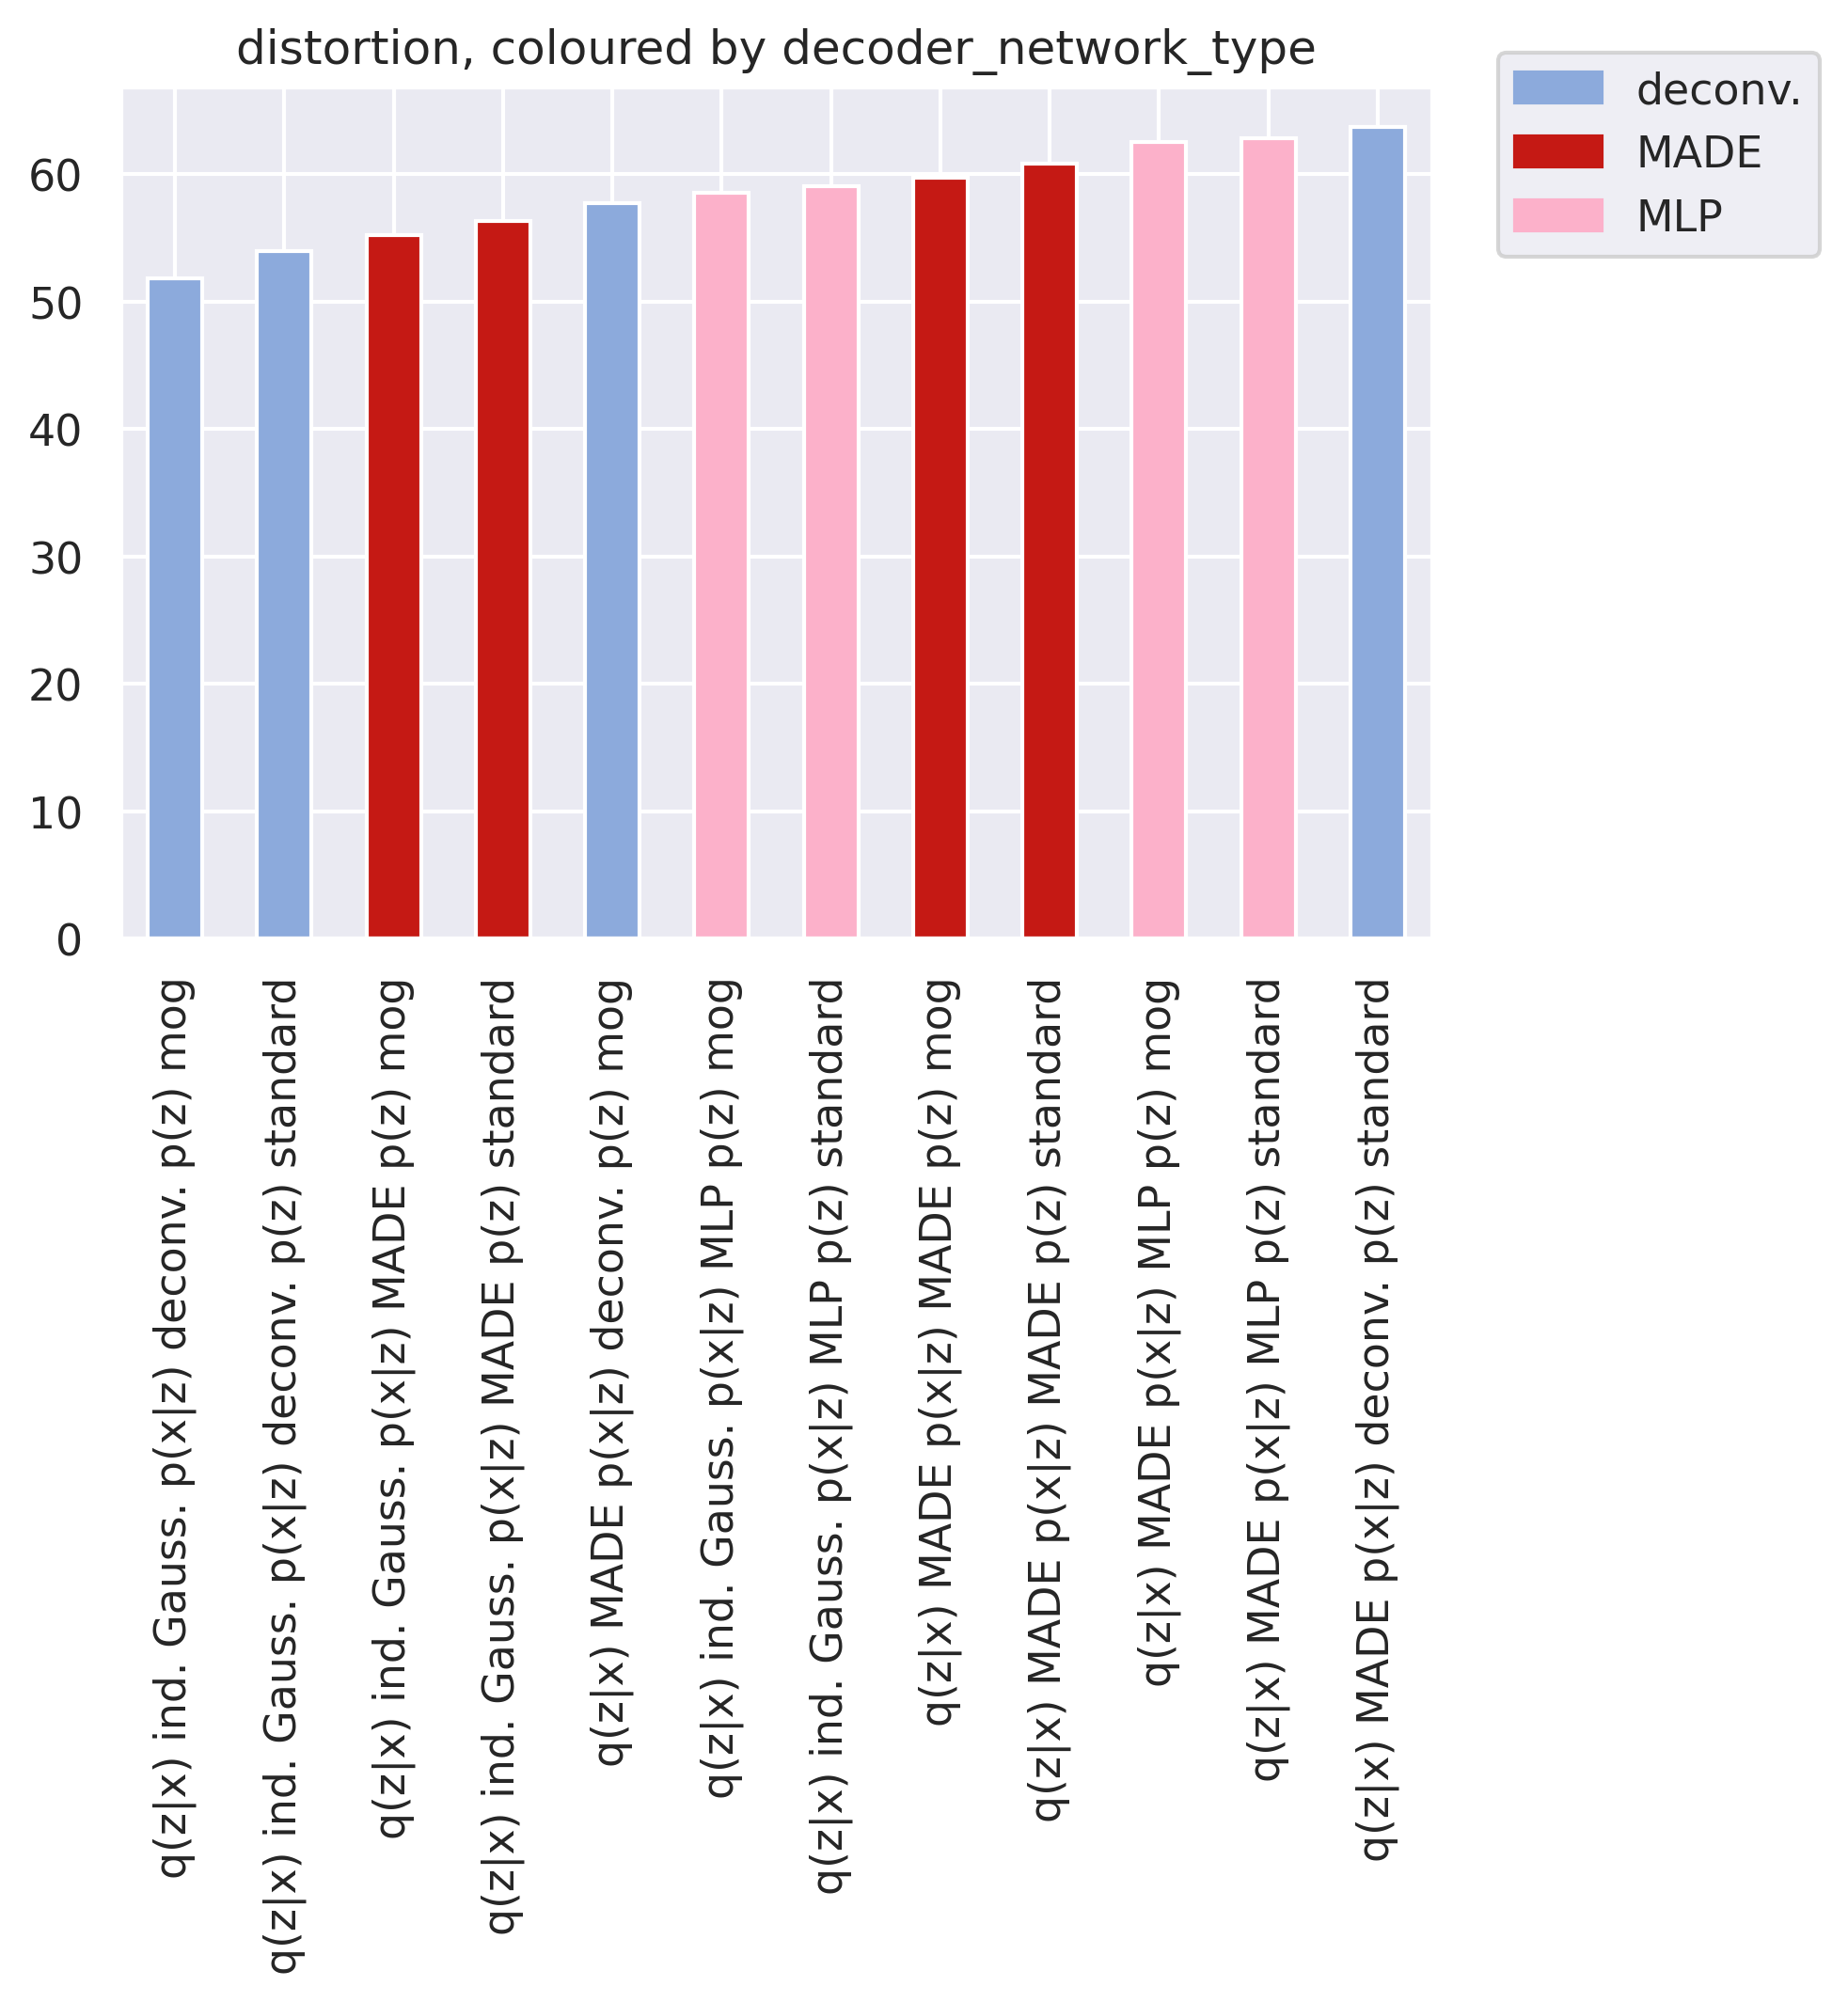 distortion, coloured by decoder_network_type
deconv.
MADE
MLP
60
50
40
30
20
10
0
q(z|x) ind. Gauss. p(x|z) deconv. p(z) mog
q(z|x) ind. Gauss. p(x|z) deconv. p(z) standard
q(z|x) ind. Gauss. p(x|z) MADE p(z) mog
q(z|x) ind. Gauss. p(x|z) MADE p(z) standard
q(z|x) MADE p(x|z) deconv. p(z) mog
q(z|x) ind. Gauss. p(x|z) MLP p(z) mog
q(z|x) ind. Gauss. p(x|z) MLP p(z) standard
q(z|x) MADE p(x|z) MADE p(z) mog
q(z|x) MADE p(x|z) MADE p(z) standard
q(z|x) MADE p(x|z) MLP p(z) mog
q(z|x) MADE p(x|z) MLP p(z) standard
q(z|x) MADE p(x|z) deconv. p(z) standard